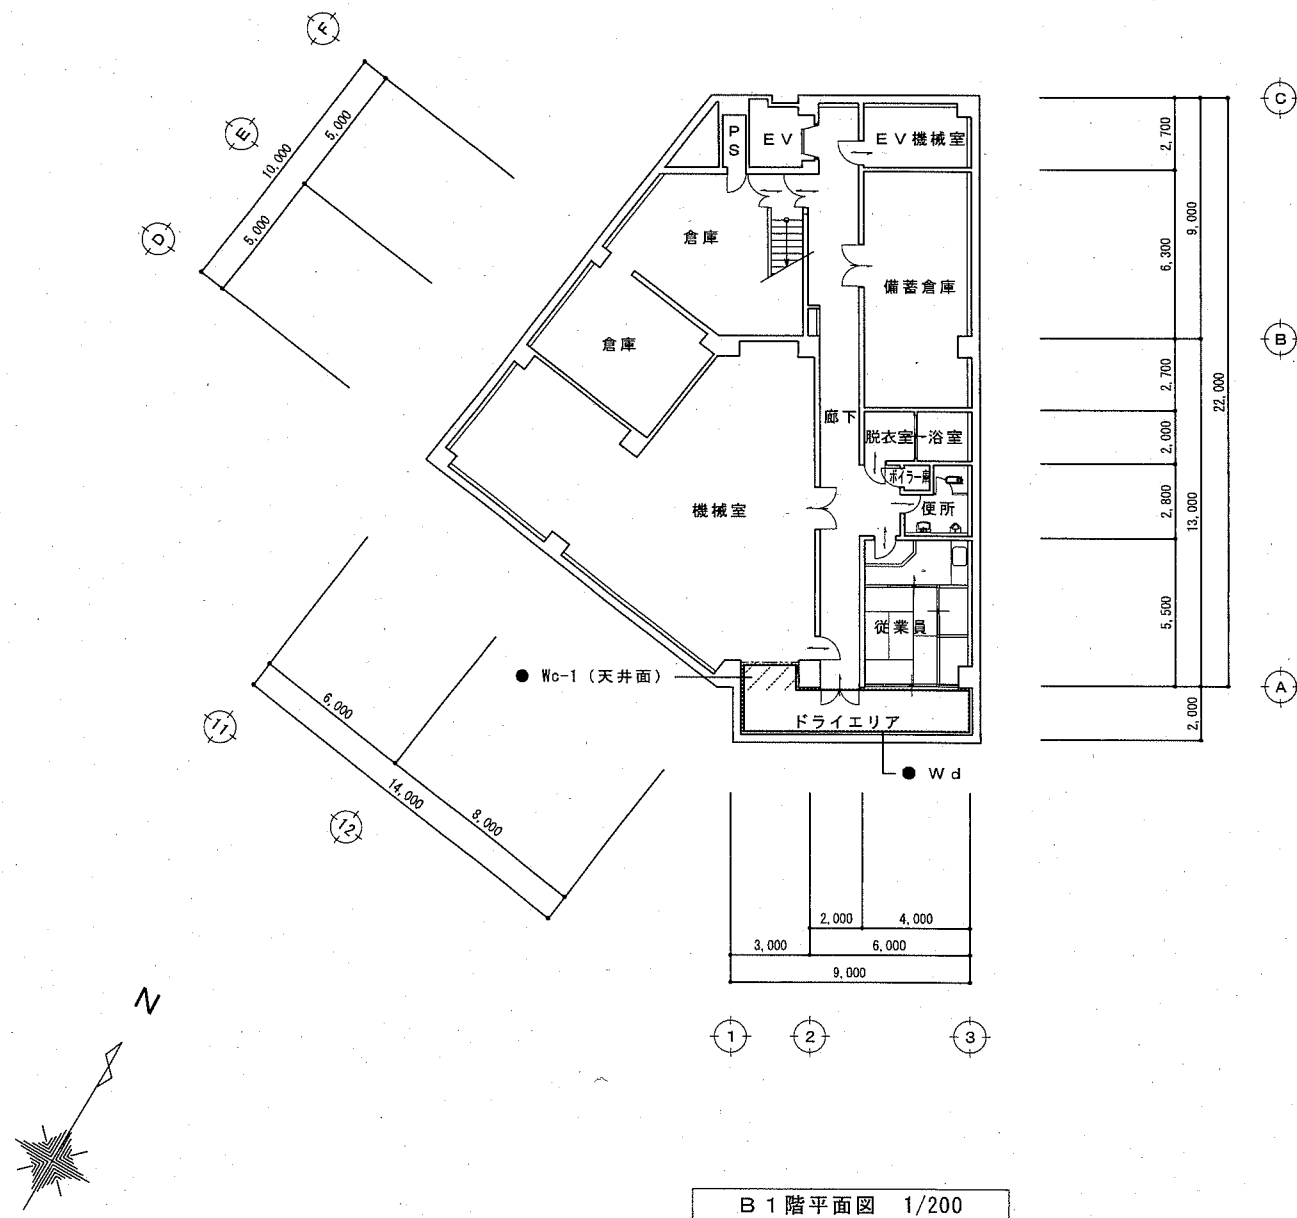 F
E
D
10,000
5,000
5,000
C
B
A
2,700
6,300
2,700
2,000
2,800
5,500
9,000
13,000
2,000
22,000
PS
EV
EV機械室
倉庫
備蓄倉庫
倉庫
廊下
脱衣室
浴室
ボイラー庫
便所
機械室
従業員
● Wc-1 (天井面)
ドライエリア
● Wd
11
12
6,000
8,000
14,000
2,000
4,000
3,000
6,000
9,000
1
2
3
N
B1階平面図 1/200